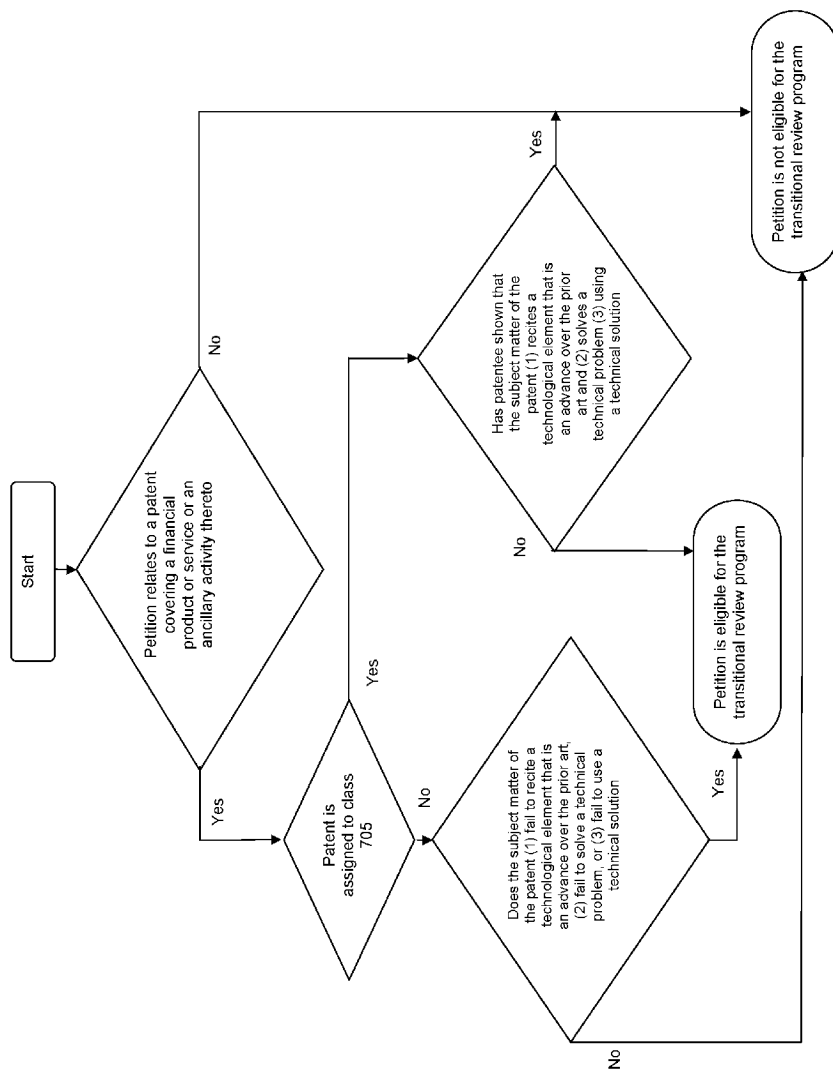 Start
Petition relates to a patent
covering a financial
product or service or an
ancillary activity thereto
Yes
No
Patent is
assigned to class
705
Yes
No
Has patentee shown that
the subject matter of the
patent (1) recites a
technological element that is
an advance over the prior
art and (2) solves a
technical problem (3) using
a technical solution
Yes
No
Does the subject matter of
the patent (1) fail to recite a
technological element that is
an advance over the prior art,
(2) fail to solve a technical
problem, or (3) fail to use a
technical solution
Yes
No
Petition is eligible for the
transitional review program
Petition is not eligible for the
transitional review program